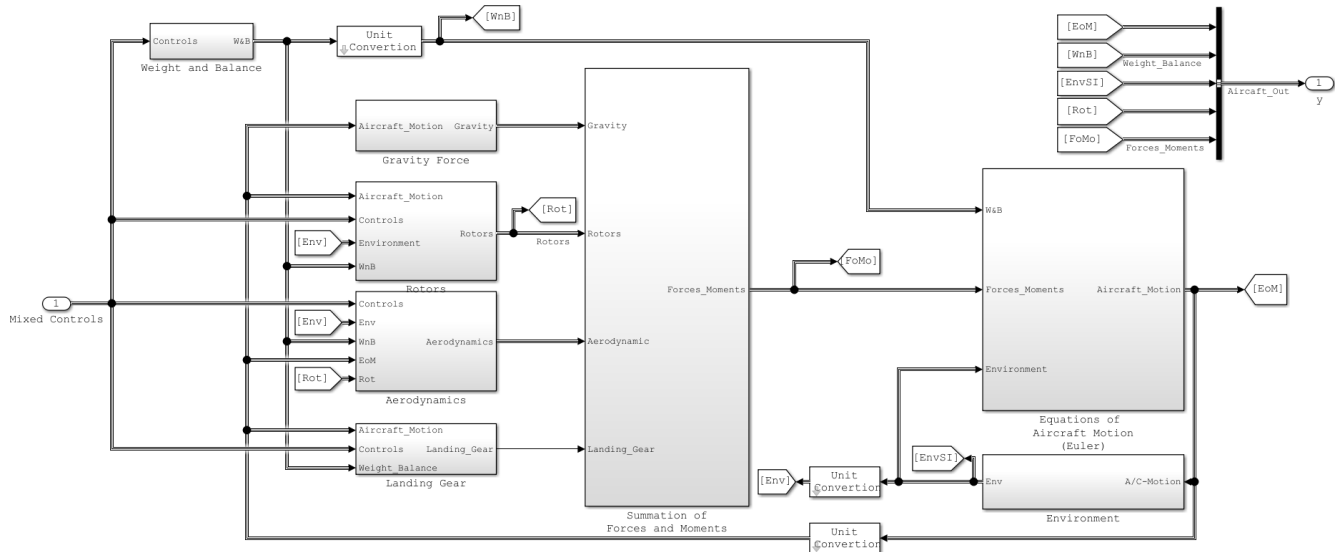 [WnB]
Controls W&B
Weight and Balance
Unit
Convertion
[EoM]
[WnB]
Weight_Balance
[EnvSI]
[Rot]
[FoMo]
Forces_Moments
Aircaft_Out
1
y
Aircraft_Motion Gravity
Gravity Force
Gravity
Aircraft_Motion
Controls
[Env]
Environment
WnB
Rotors
Rotors
[Rot]
Rotors
Rotors
1
Mixed Controls
Controls
[Env]
Env
WnB
EoM
[Rot]
Rot
Aerodynamics
Aerodynamics
Aerodynamic
Aircraft_Motion
Controls
Weight_Balance
Landing_Gear
Landing Gear
Landing_Gear
Forces_Moments
Summation of
Forces and Moments
[FoMo]
W&B
Forces_Moments
Environment
Aircraft_Motion
Equations of
Aircraft Motion
(Euler)
[EoM]
[EnvSI]
[Env]
Unit
Convertion
Env
A/C-Motion
Environment
Unit
Convertion